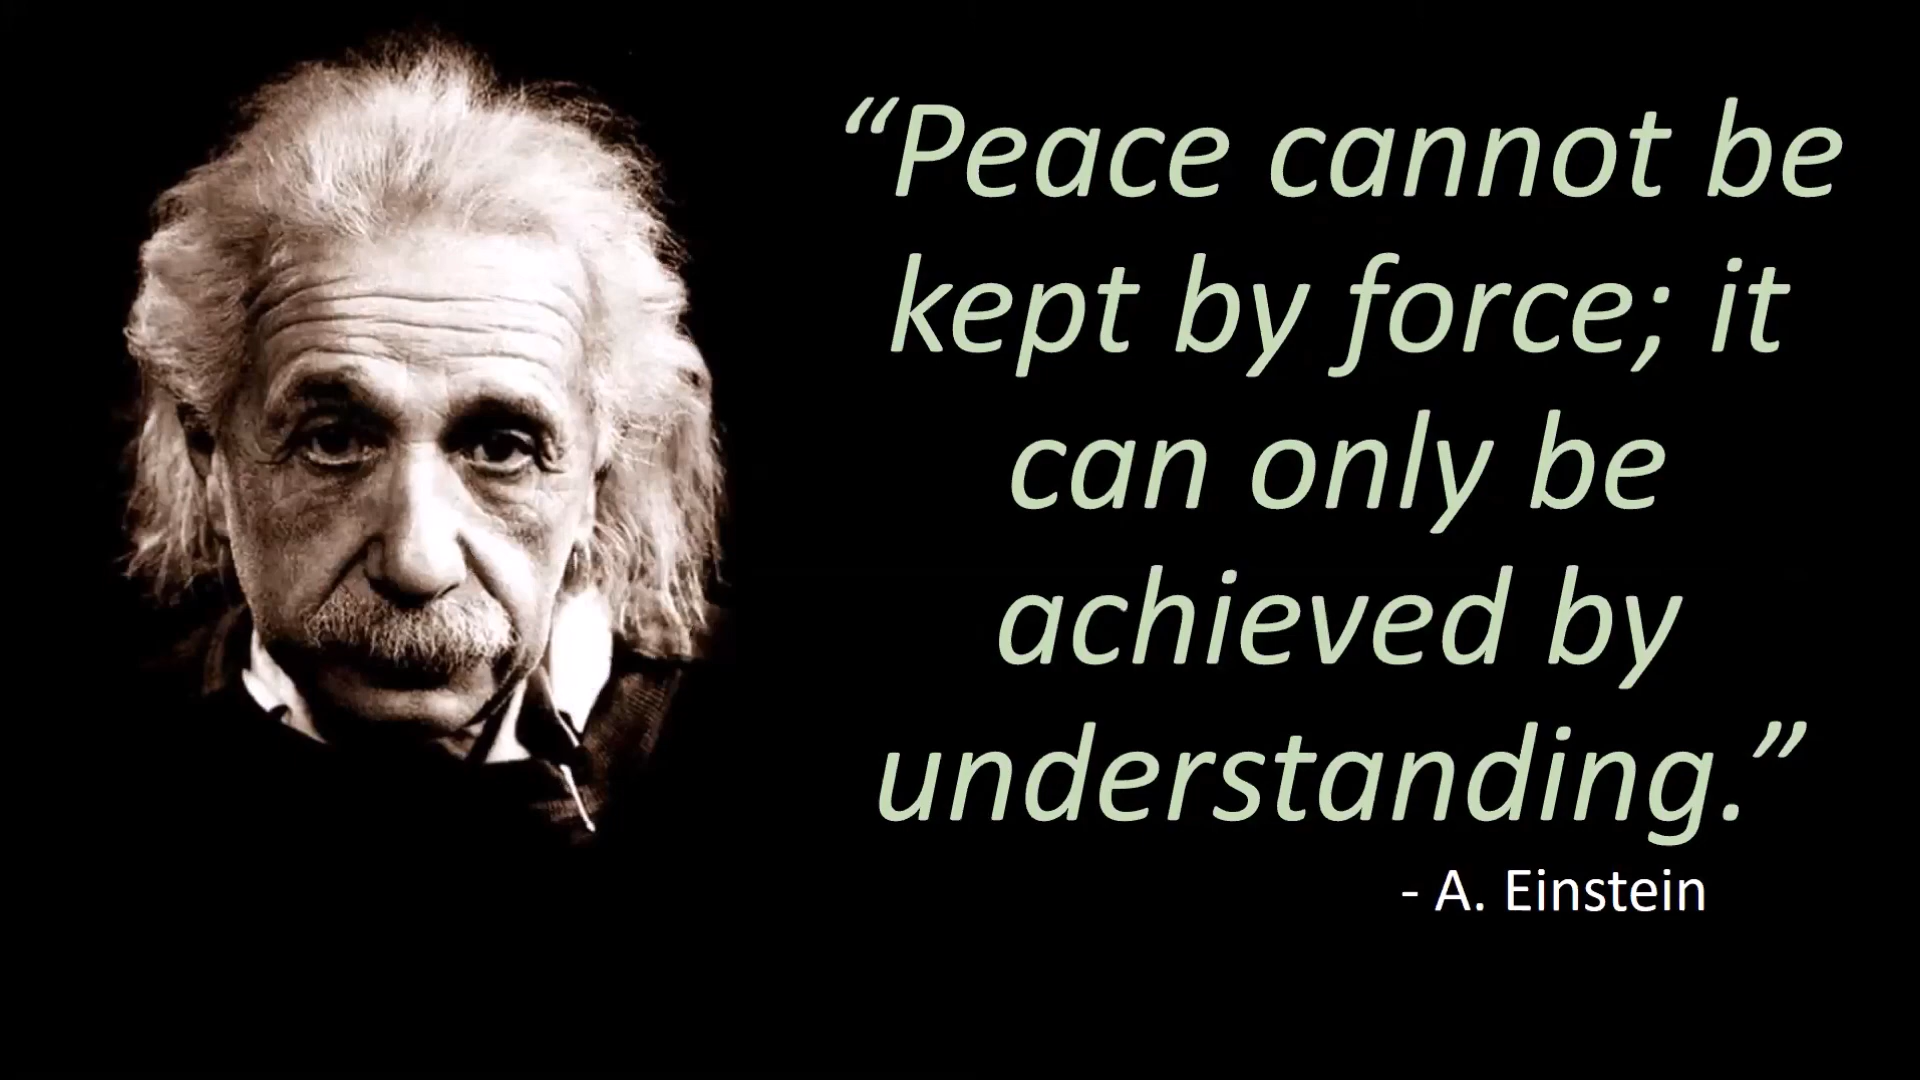 “Peace cannot be
kept by force; it
can only be
achieved by
understanding.”
- A. Einstein